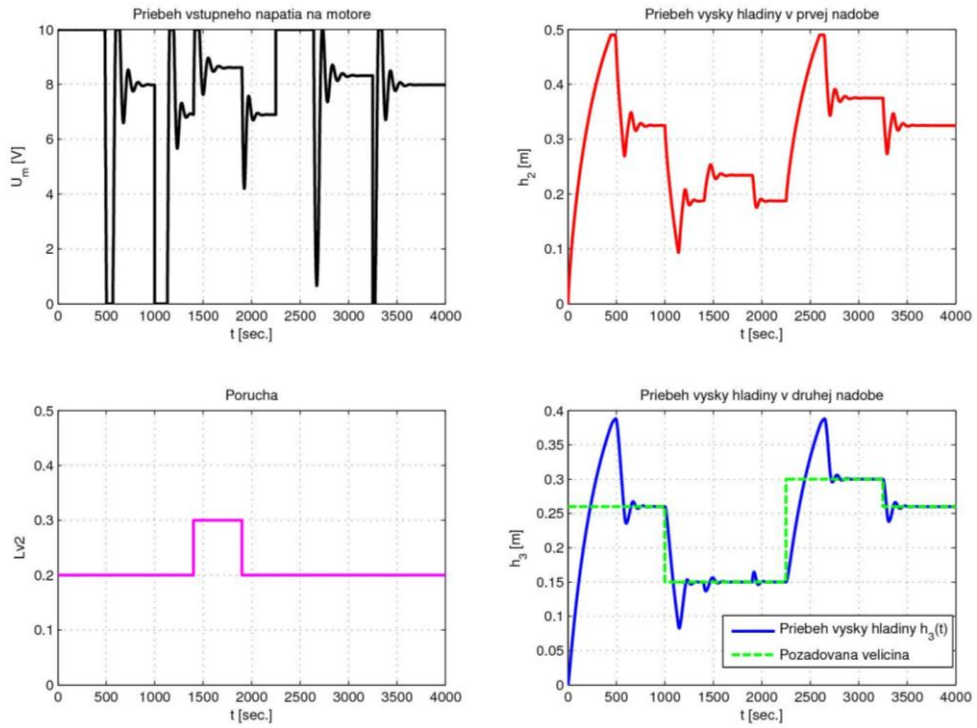 Priebeh vstupneho napatia na motore
U_m [V]
10
8
6
4
2
0
0 500 1000 1500 2000 2500 3000 3500 4000
t [sec.]
Priebeh vysky hladiny v prvej nadobe
h_2 [m]
0.5
0.4
0.3
0.2
0.1
0
0 500 1000 1500 2000 2500 3000 3500 4000
t [sec.]
Porucha
Lv2
0.5
0.4
0.3
0.2
0.1
0
0 500 1000 1500 2000 2500 3000 3500 4000
t [sec.]
Priebeh vysky hladiny v druhej nadobe
h_3 [m]
0.4
0.35
0.3
0.25
0.2
0.15
0.1
0.05
0
0 500 1000 1500 2000 2500 3000 3500 4000
t [sec.]
Priebeh vysky hladiny h_3(t)
Pozadovana velicina